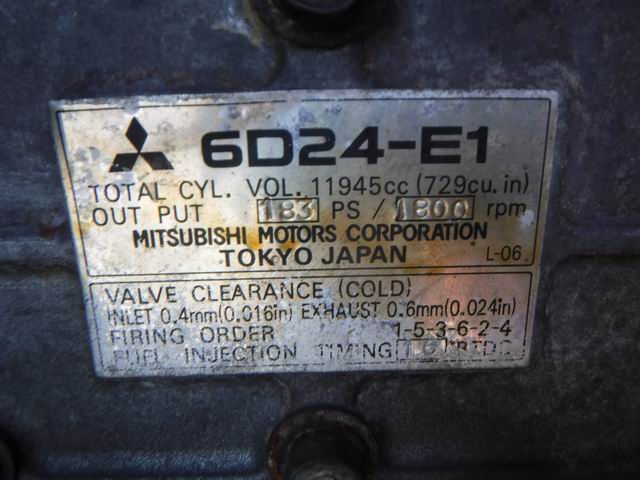 6D24-E1
TOTAL CYL. VOL. 11945cc (729cu.in)
OUT PUT 183 PS / 1800 rpm
MITSUBISHI MOTORS CORPORATION
TOKYO JAPAN L-06
VALVE CLEARANCE (COLD)
INLET 0.4mm(0.016in) EXHAUST 0.6mm(0.024in)
FIRING ORDER 1-5-3-6-2-4
FUEL INJECTION TIMING BTDC